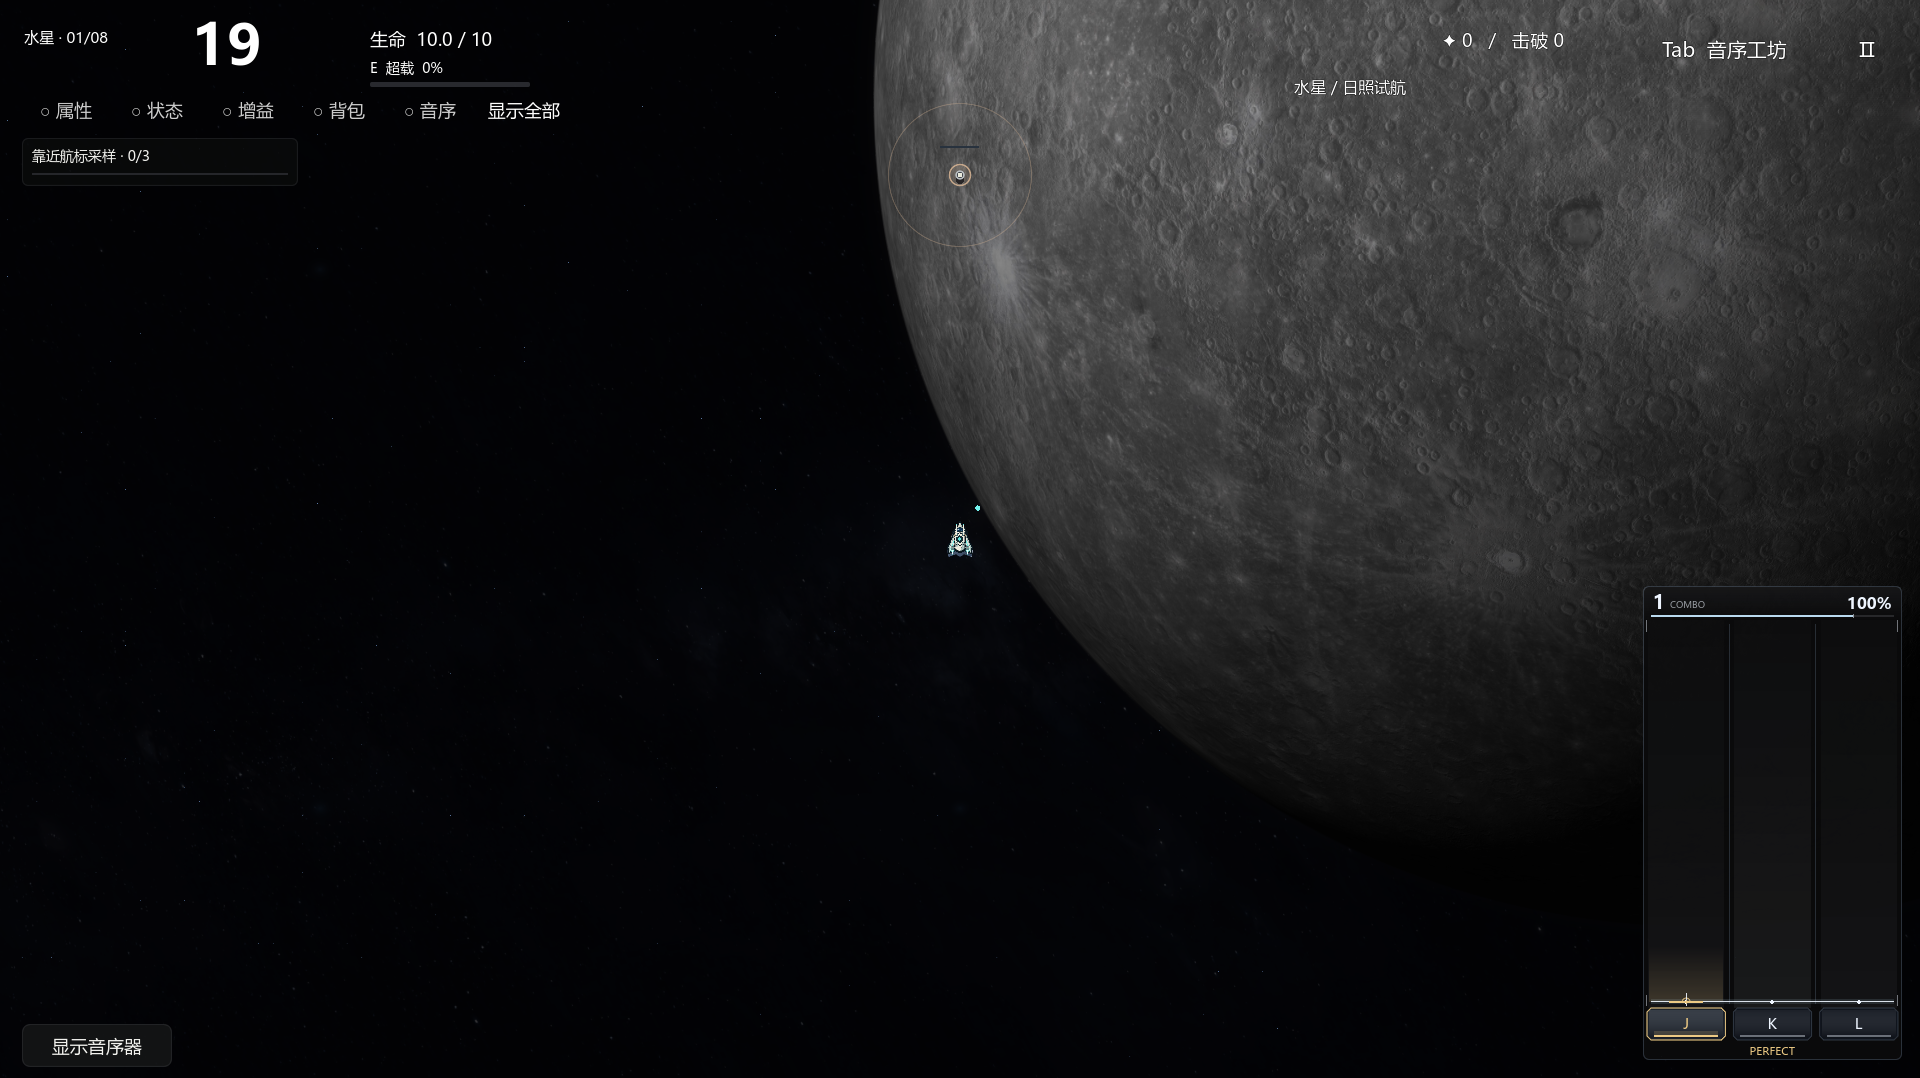 水星 · 01/08
19
生命 10.0 / 10
E 超载 0%
✦ 0 / 击破 0
Tab 音序工坊
水星 / 日照试航
属性 状态 增益 背包 音序 显示全部
靠近航标采样 · 0/3
1 COMBO 100%
J K L
PERFECT
显示音序器